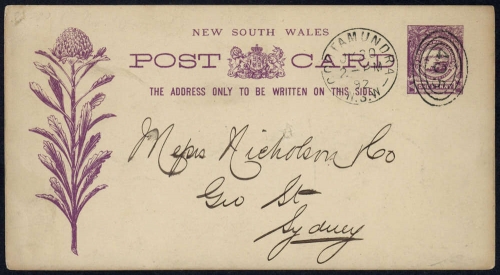 NEW SOUTH WALES
POST CARD
THE ADDRESS ONLY TO BE WRITTEN ON THIS SIDE.
COOTAMUNDRA
N.S.W
Messrs Nicholson & Co
Geo St
Sydney